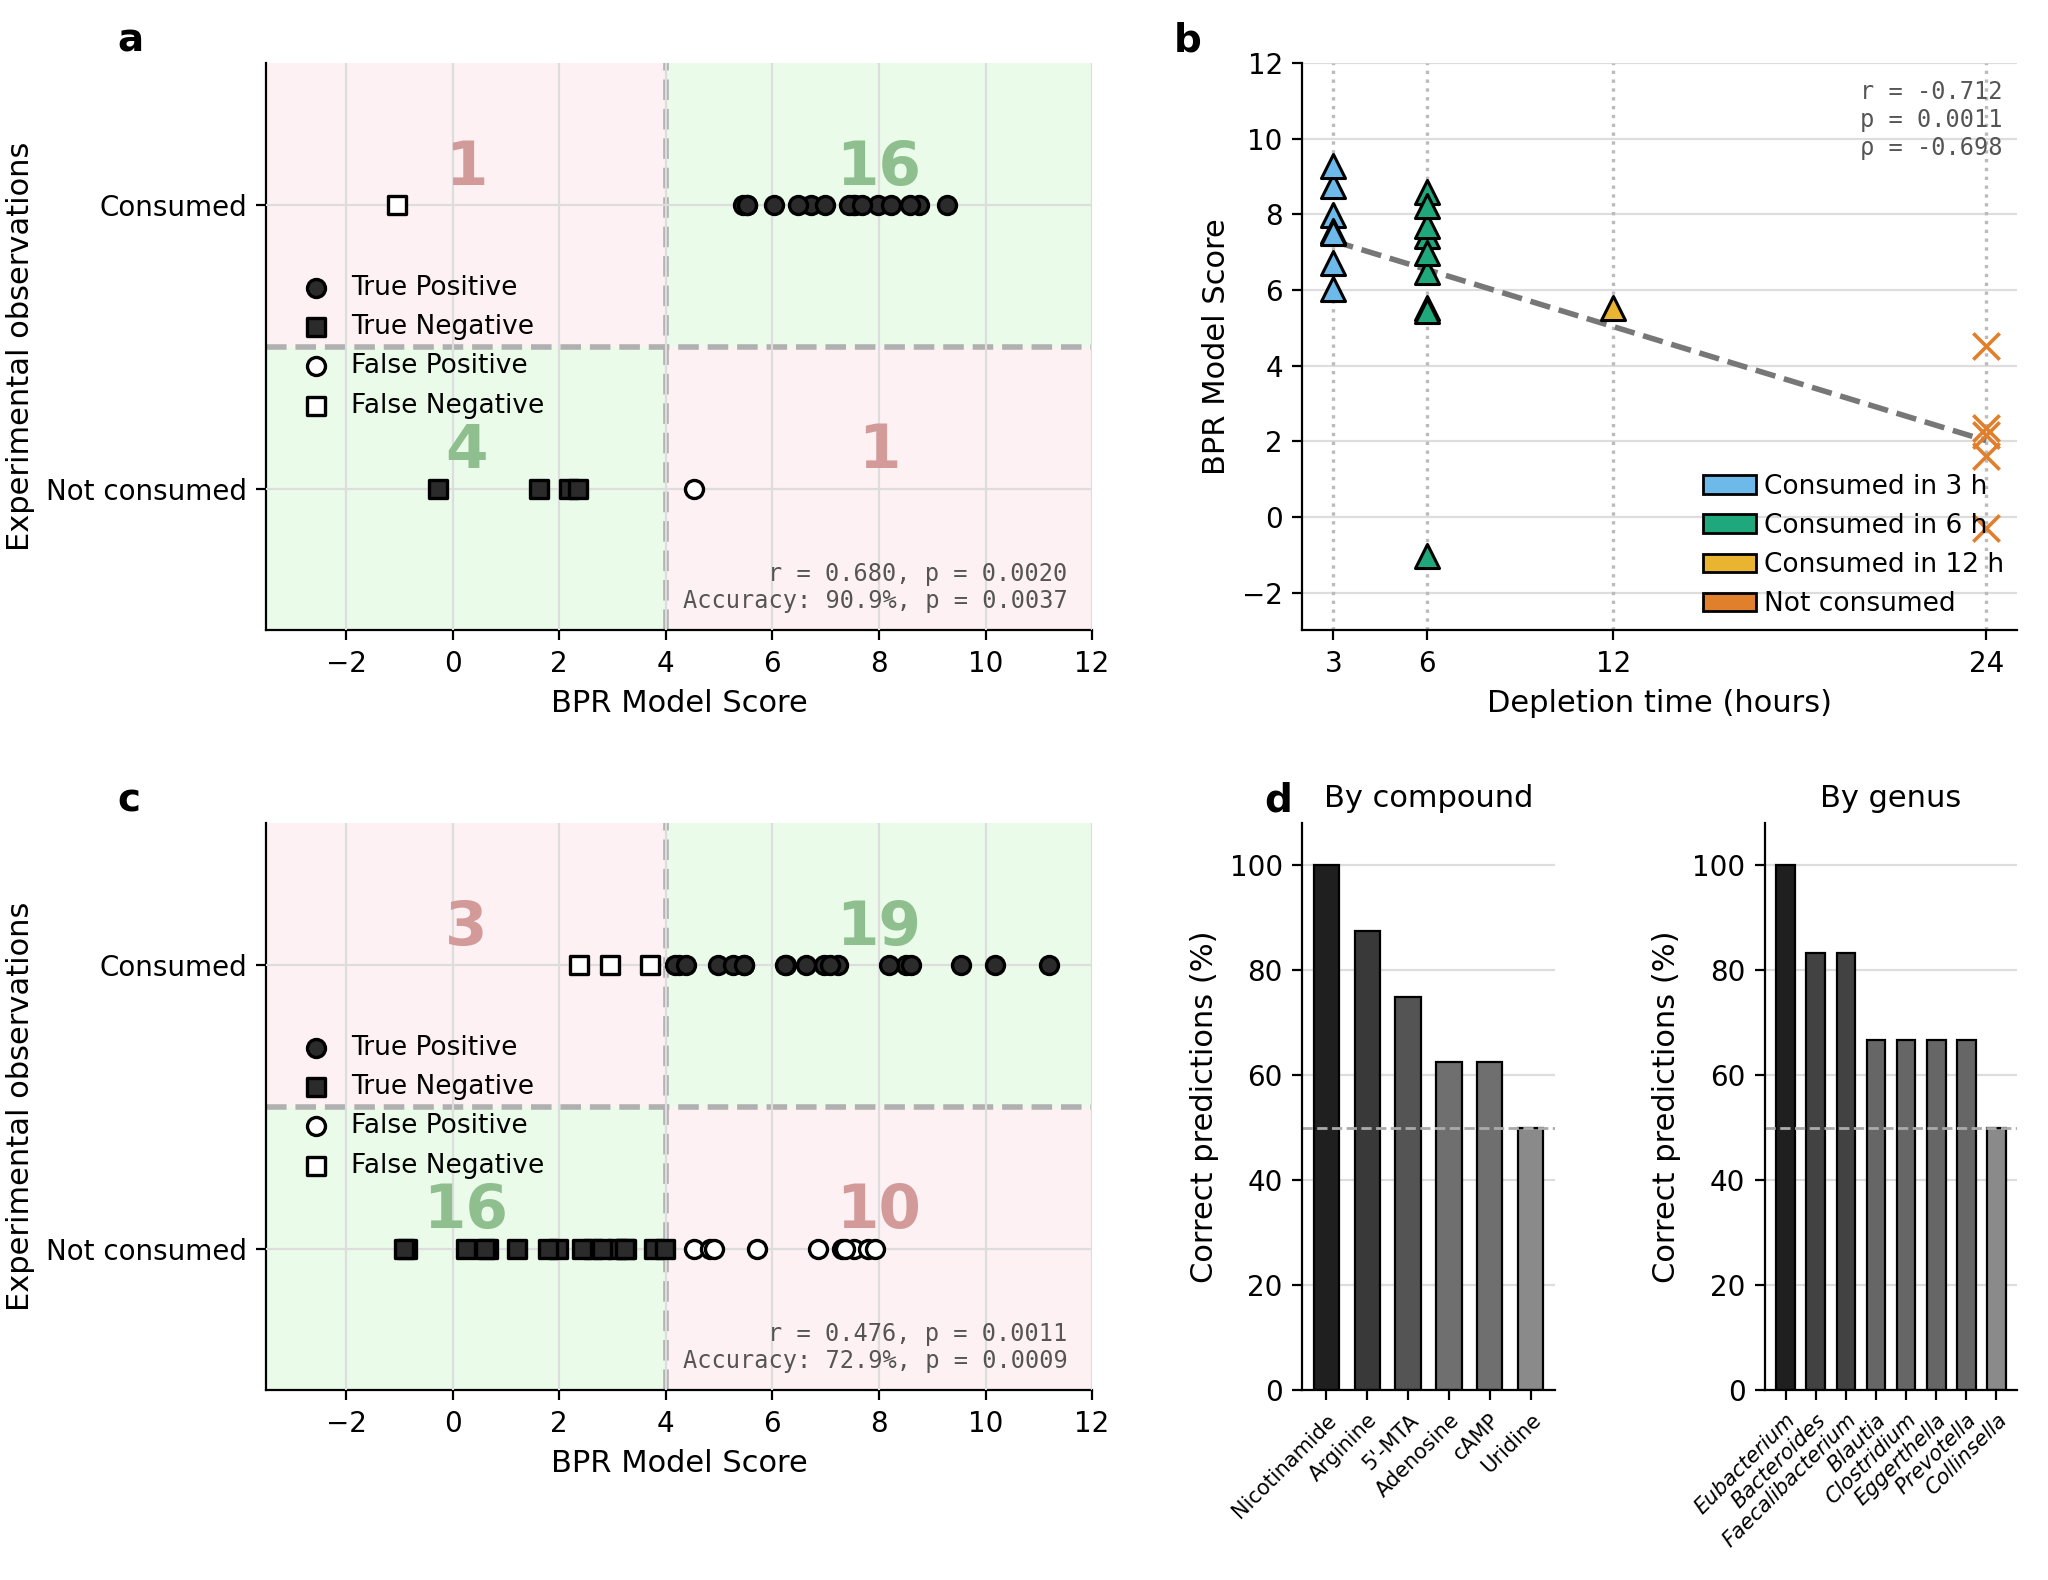 a
Experimental observations
Consumed
Not consumed
1
16
4
1
True Positive
True Negative
False Positive
False Negative
r = 0.680, p = 0.0020
Accuracy: 90.9%, p = 0.0037
−2 0 2 4 6 8 10 12
BPR Model Score
b
BPR Model Score
12
10
8
6
4
2
0
−2
r = -0.712
p = 0.0011
ρ = -0.698
Consumed in 3 h
Consumed in 6 h
Consumed in 12 h
Not consumed
3 6 12 24
Depletion time (hours)
c
Experimental observations
Consumed
Not consumed
3
19
16
10
True Positive
True Negative
False Positive
False Negative
r = 0.476, p = 0.0011
Accuracy: 72.9%, p = 0.0009
−2 0 2 4 6 8 10 12
BPR Model Score
d
By compound
Correct predictions (%)
100
80
60
40
20
0
Nicotinamide
Arginine
5'-MTA
Adenosine
cAMP
Uridine
By genus
Correct predictions (%)
100
80
60
40
20
0
Eubacterium
Bacteroides
Faecalibacterium
Blautia
Clostridium
Eggerthella
Prevotella
Collinsella